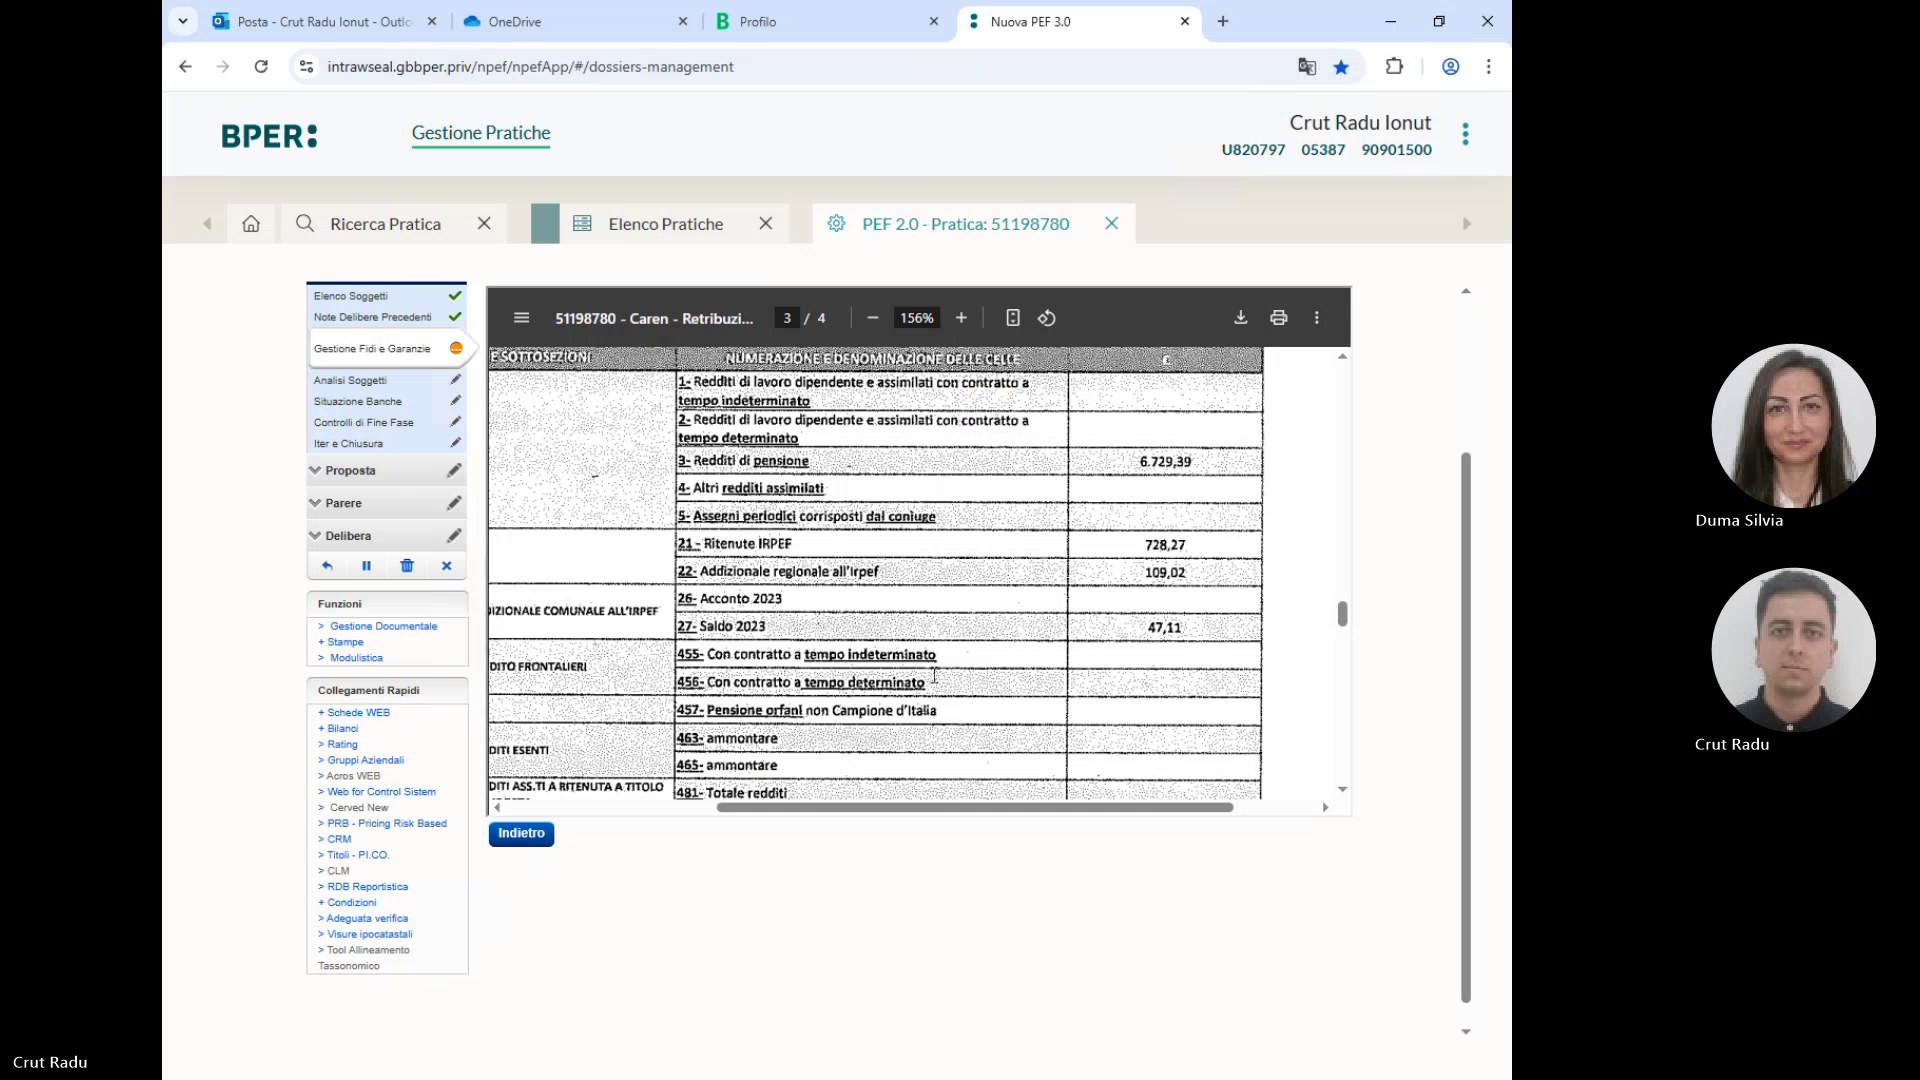 Posta - Crut Radu Ionut - Outlo
OneDrive
Profilo
Nuova PEF 3.0
intrawseal.gbbper.priv/npef/npefApp/#/dossiers-management
BPER:
Gestione Pratiche
Crut Radu Ionut
U820797 05387 90901500
Ricerca Pratica
Elenco Pratiche
PEF 2.0 - Pratica: 51198780
Elenco Soggetti
Note Delibere Precedenti
Gestione Fidi e Garanzie
Analisi Soggetti
Situazione Banche
Controlli di Fine Fase
Iter e Chiusura
Proposta
Parere
Delibera
Funzioni
> Gestione Documentale
+ Stampe
> Modulistica
Collegamenti Rapidi
+ Schede WEB
+ Bilanci
> Rating
> Gruppi Aziendali
> Acros WEB
> Web for Control Sistem
> Cerved New
> PRB - Pricing Risk Based
> CRM
> Titoli - PI.CO.
> CLM
> RDB Reportistica
+ Condizioni
> Adeguata verifica
> Visure ipocatastali
> Tool Allineamento
Tassonomico
51198780 - Caren - Retribuzi...
3 / 4
156%
E SOTTOSEZIONI
NUMERAZIONE E DENOMINAZIONE DELLE CELLE
€
1- Redditi di lavoro dipendente e assimilati con contratto a
tempo indeterminato
2- Redditi di lavoro dipendente e assimilati con contratto a
tempo determinato
3- Redditi di pensione
6.729,39
4- Altri redditi assimilati
5- Assegni periodici corrisposti dal coniuge
21 - Ritenute IRPEF
728,27
22- Addizionale regionale all'Irpef
109,02
IZIONALE COMUNALE ALL'IRPEF
26- Acconto 2023
27- Saldo 2023
47,11
DITO FRONTALIERI
455- Con contratto a tempo indeterminato
456- Con contratto a tempo determinato
457- Pensione orfani non Campione d'Italia
DITI ESENTI
463- ammontare
465- ammontare
DITI ASS.TI A RITENUTA A TITOLO
481- Totale redditi
Indietro
Duma Silvia
Crut Radu
Crut Radu